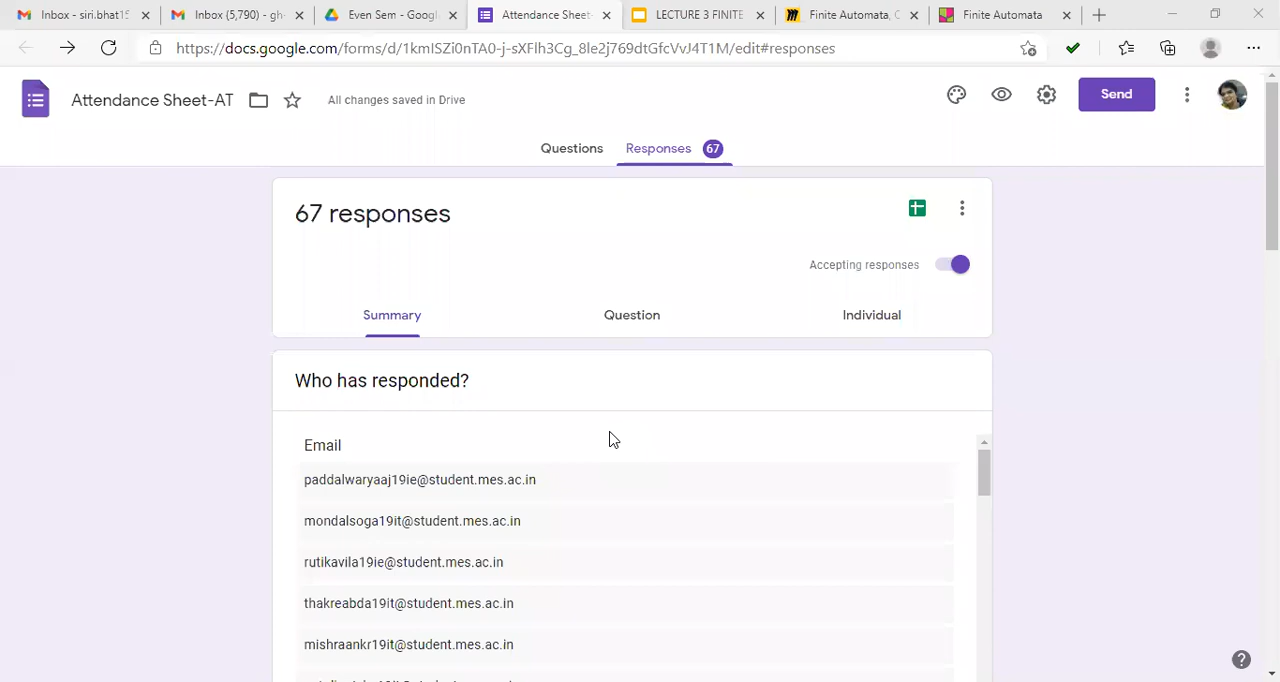 Inbox - siri.bhat15
Inbox (5,790) - gh
Even Sem - Google
Attendance Sheet-
LECTURE 3 FINITE
Finite Automata, C
Finite Automata
https://docs.google.com/forms/d/1kmISZi0nTA0-j-sXFlh3Cg_8le2j769dtGfcVvJ4T1M/edit#responses
Attendance Sheet-AT
All changes saved in Drive
Send
Questions
Responses 67
67 responses
Accepting responses
Summary
Question
Individual
Who has responded?
Email
paddalwaryaaj19ie@student.mes.ac.in
mondalsoga19it@student.mes.ac.in
rutikavila19ie@student.mes.ac.in
thakreabda19it@student.mes.ac.in
mishraankr19it@student.mes.ac.in